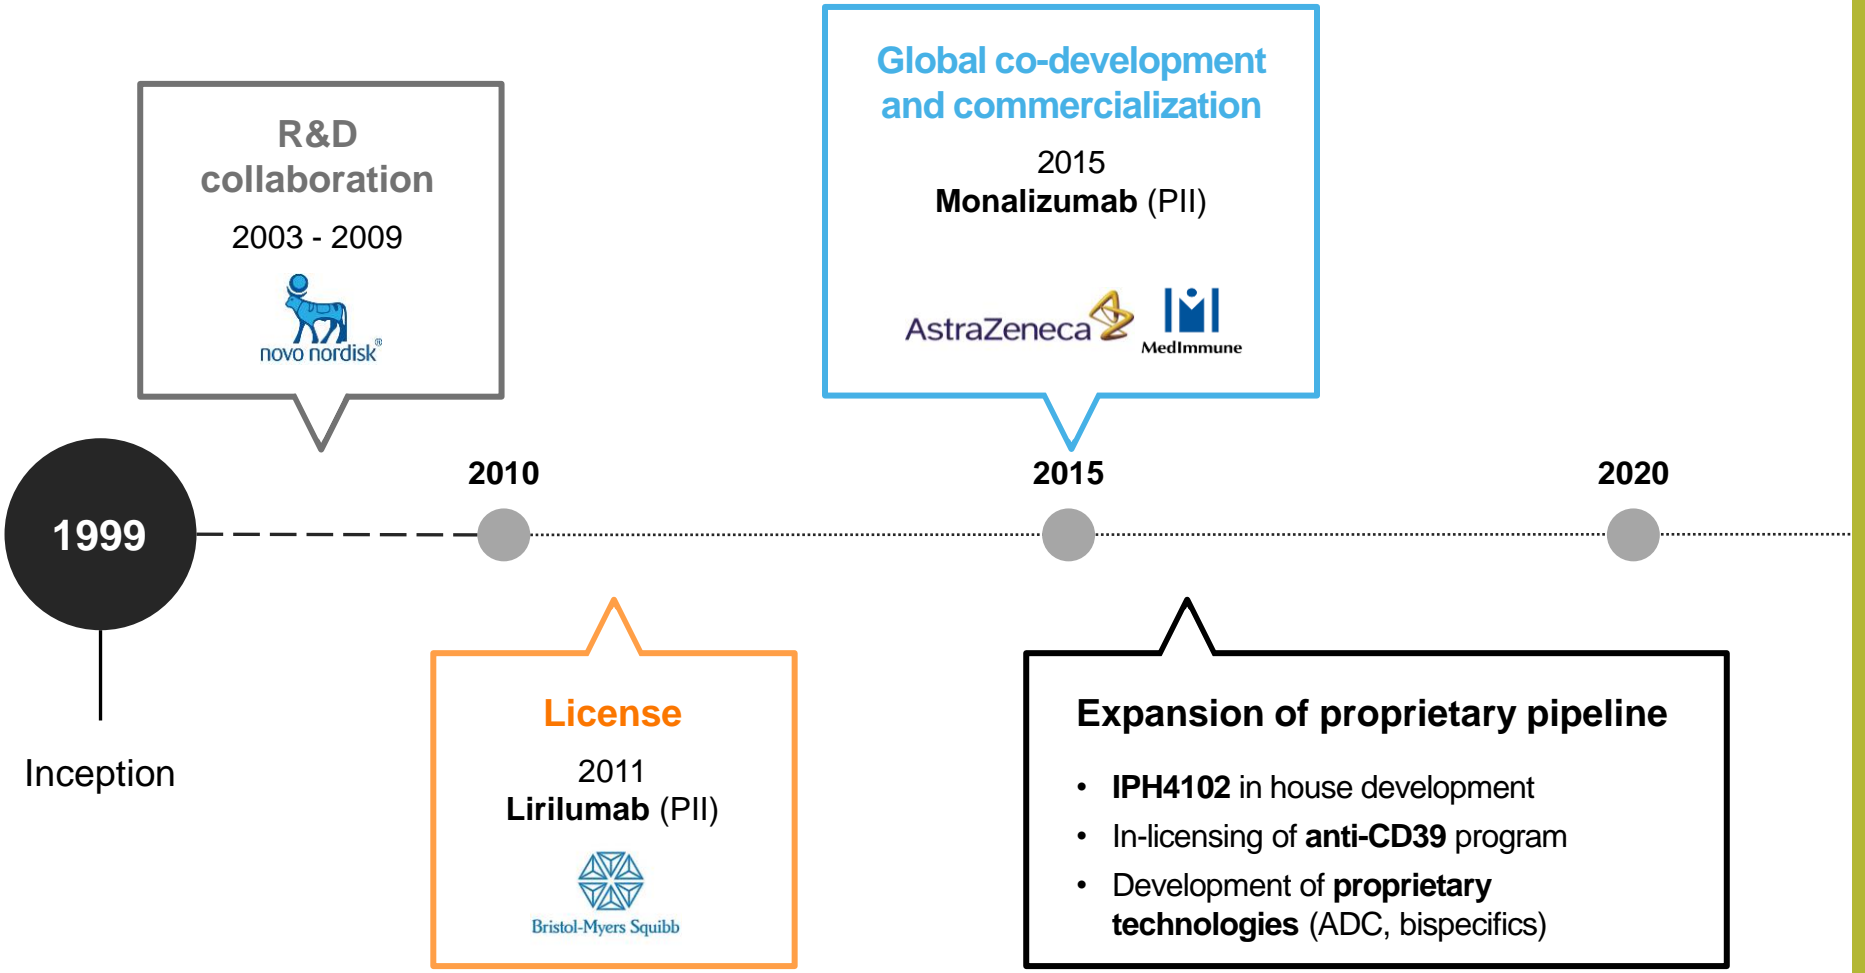 R&D
collaboration
2003 - 2009
novo nordisk®
Global co-development
and commercialization
2015
Monalizumab (PII)
AstraZeneca
MedImmune
1999
2010
2015
2020
Inception
License
2011
Lirilumab (PII)
Bristol-Myers Squibb
Expansion of proprietary pipeline
• IPH4102 in house development
• In-licensing of anti-CD39 program
• Development of proprietary
technologies (ADC, bispecifics)